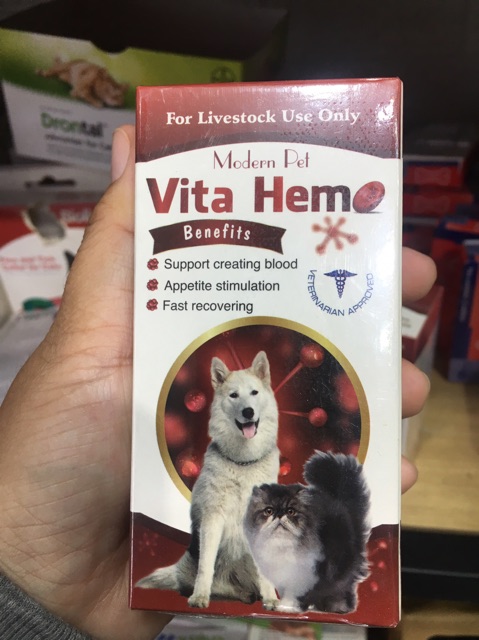 Drontal
For Livestock Use Only
Modern Pet
Vita Hemo
Benefits
Support creating blood
Appetite stimulation
Fast recovering
VETERINARIAN APPROVED